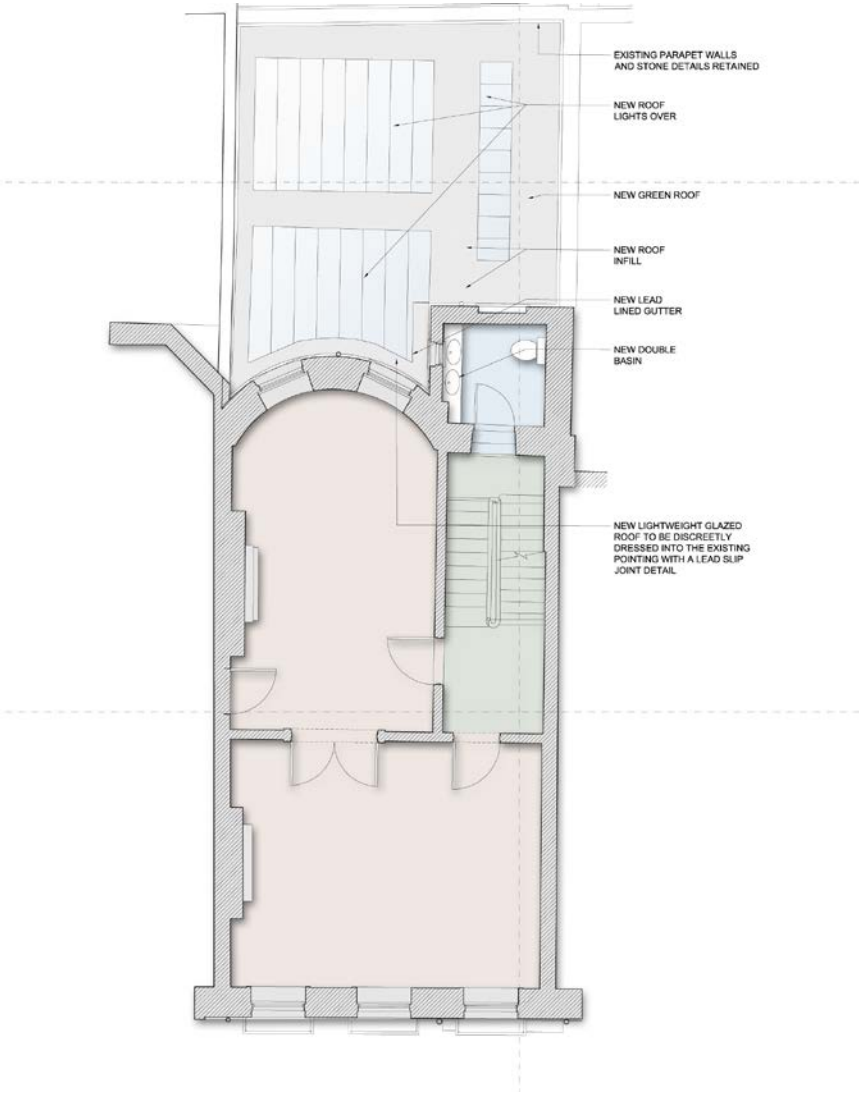 EXISTING PARAPET WALLS
AND STONE DETAILS RETAINED
NEW ROOF
LIGHTS OVER
NEW GREEN ROOF
NEW ROOF
INFILL
NEW LEAD
LINED GUTTER
NEW DOUBLE
BASIN
NEW LIGHTWEIGHT GLAZED
ROOF TO BE DISCREETLY
DRESSED INTO THE EXISTING
POINTING WITH A LEAD SLIP
JOINT DETAIL